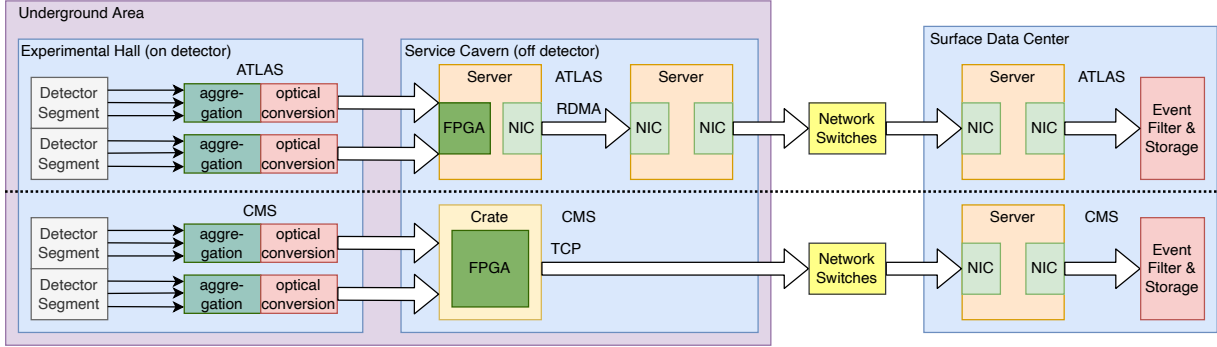 Underground Area
Experimental Hall (on detector)
Service Cavern (off detector)
Surface Data Center
ATLAS
Detector
Segment
Detector
Segment
aggre-
gation
optical
conversion
aggre-
gation
optical
conversion
Server
FPGA
NIC
ATLAS
RDMA
Server
NIC
NIC
Network
Switches
Server
NIC
NIC
ATLAS
Event
Filter &
Storage
CMS
Detector
Segment
Detector
Segment
aggre-
gation
optical
conversion
aggre-
gation
optical
conversion
Crate
FPGA
CMS
TCP
Network
Switches
Server
NIC
NIC
CMS
Event
Filter &
Storage